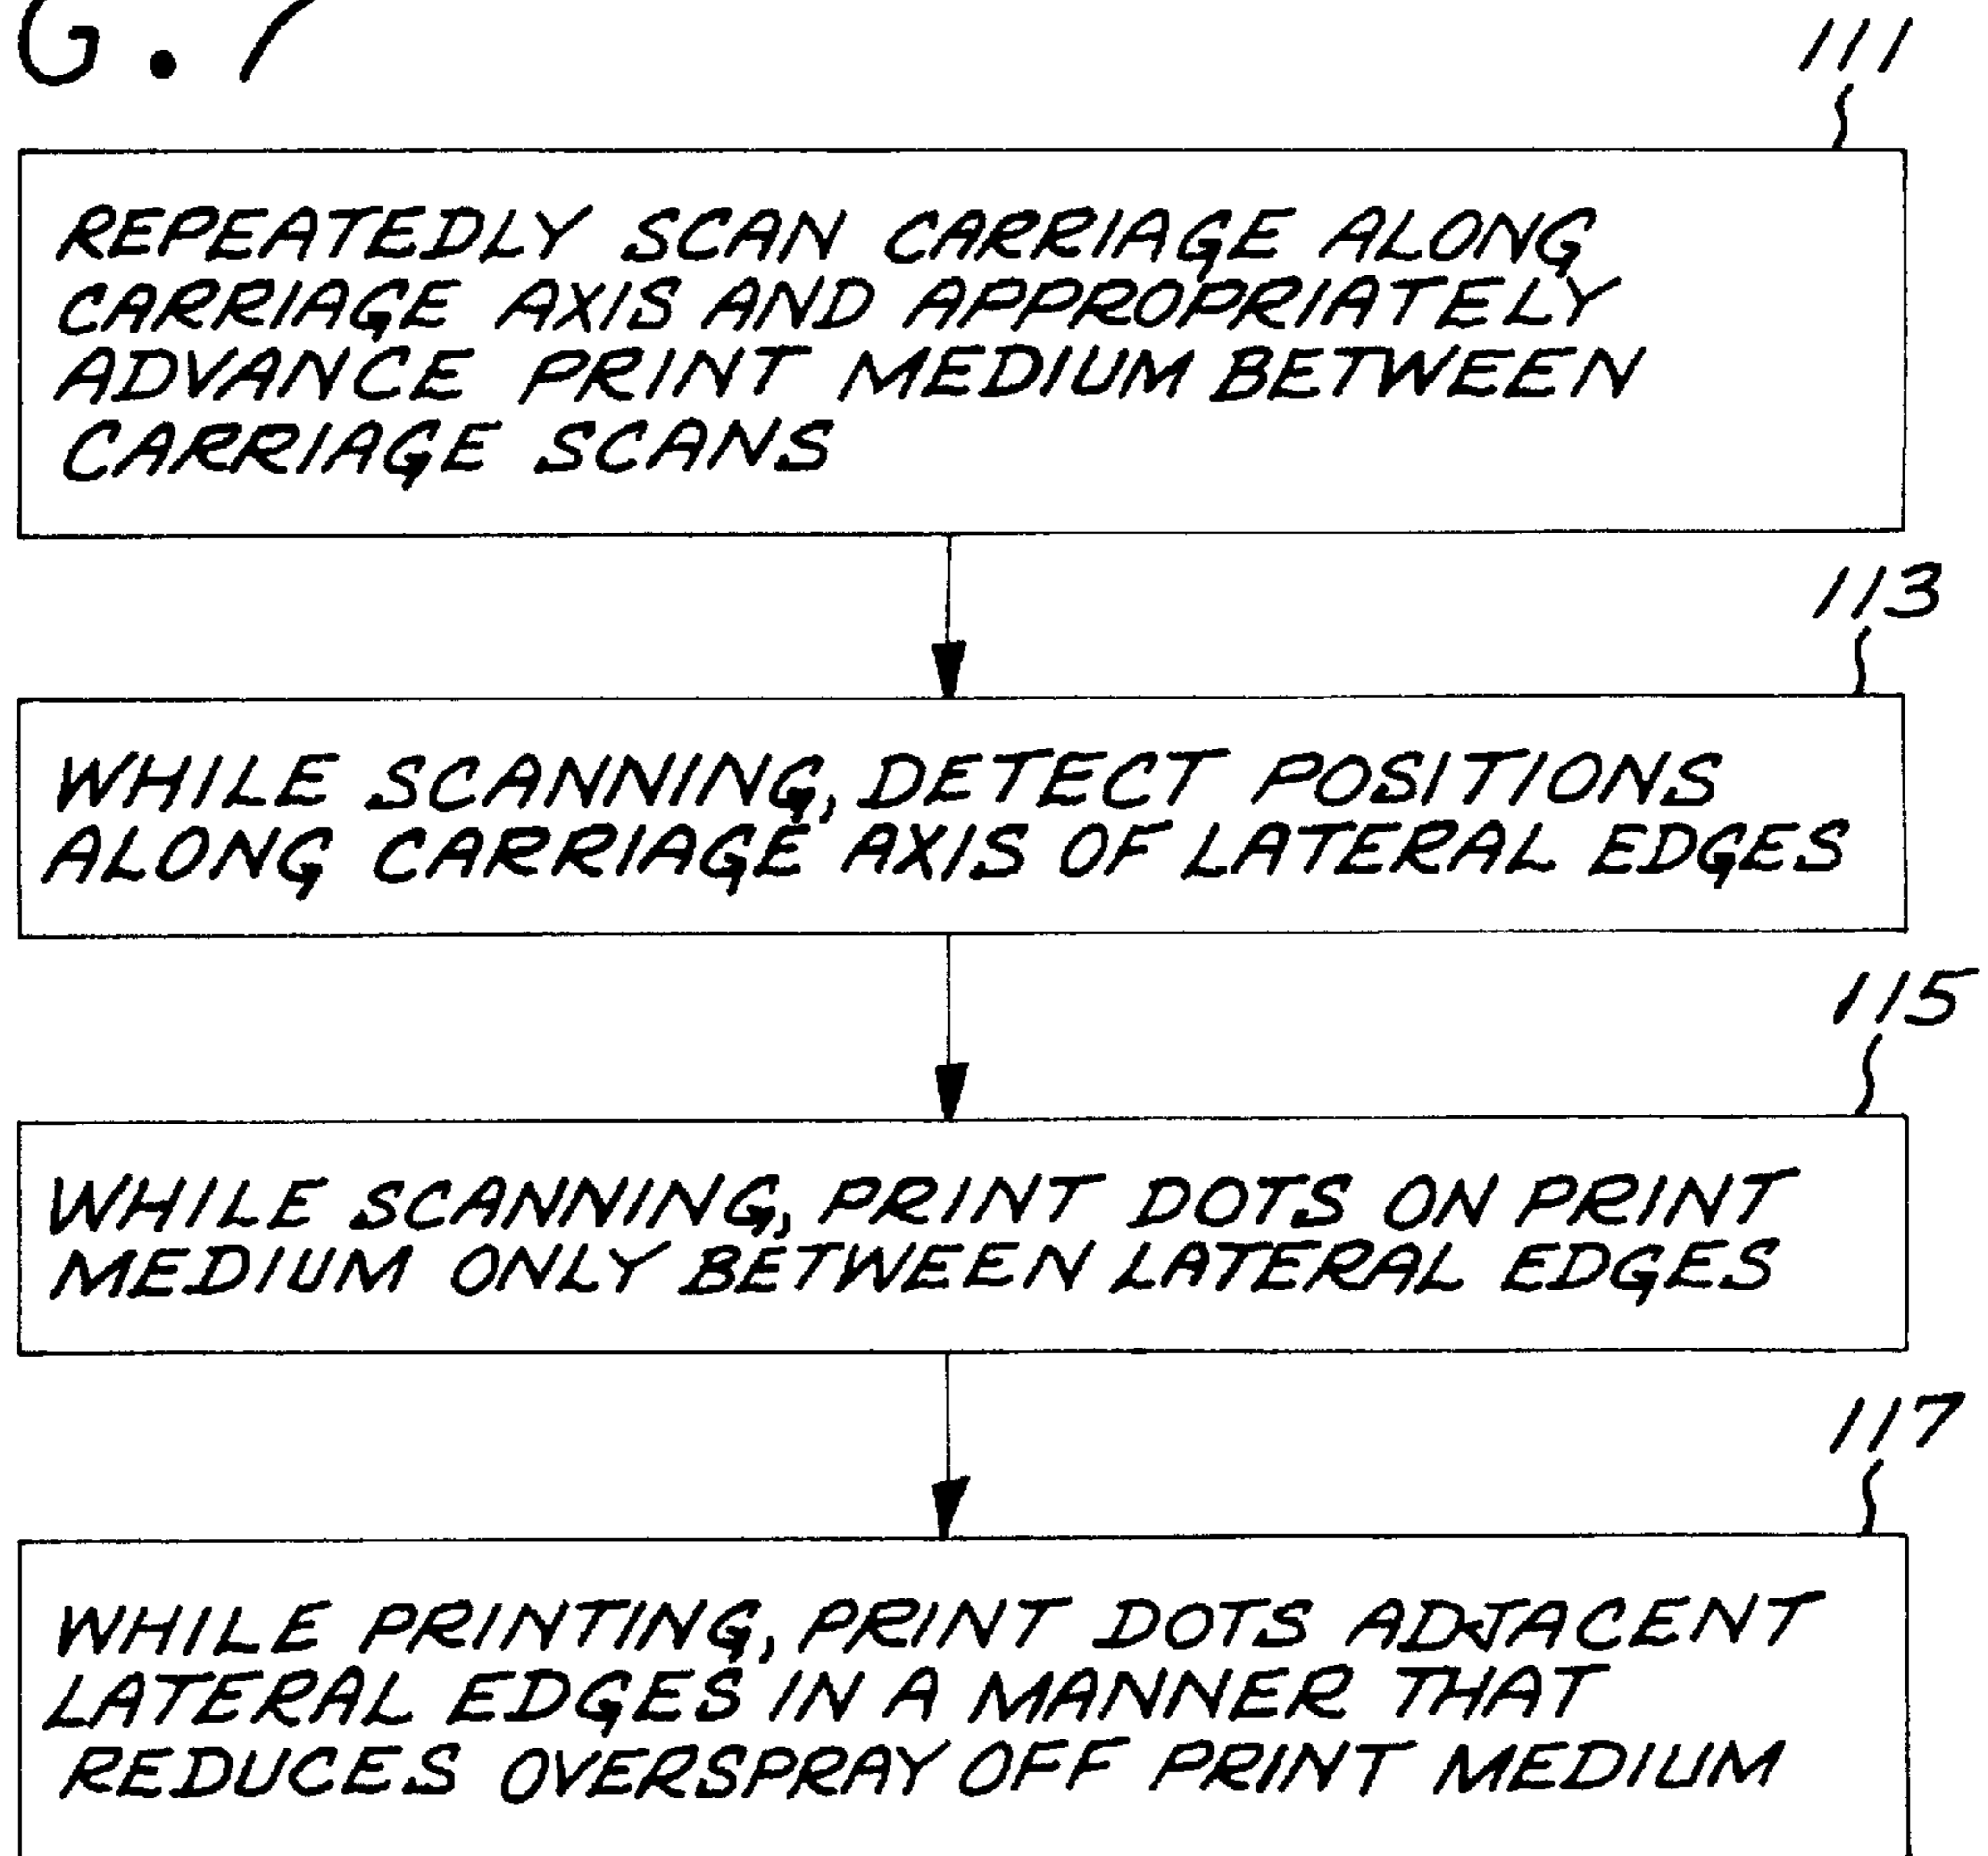 G. 7
111
REPEATEDLY SCAN CARRIAGE ALONG
CARRIAGE AXIS AND APPROPRIATELY
ADVANCE PRINT MEDIUM BETWEEN
CARRIAGE SCANS
113
WHILE SCANNING, DETECT POSITIONS
ALONG CARRIAGE AXIS OF LATERAL EDGES
115
WHILE SCANNING, PRINT DOTS ON PRINT
MEDIUM ONLY BETWEEN LATERAL EDGES
117
WHILE PRINTING, PRINT DOTS ADJACENT
LATERAL EDGES IN A MANNER THAT
REDUCES OVERSPRAY OFF PRINT MEDIUM